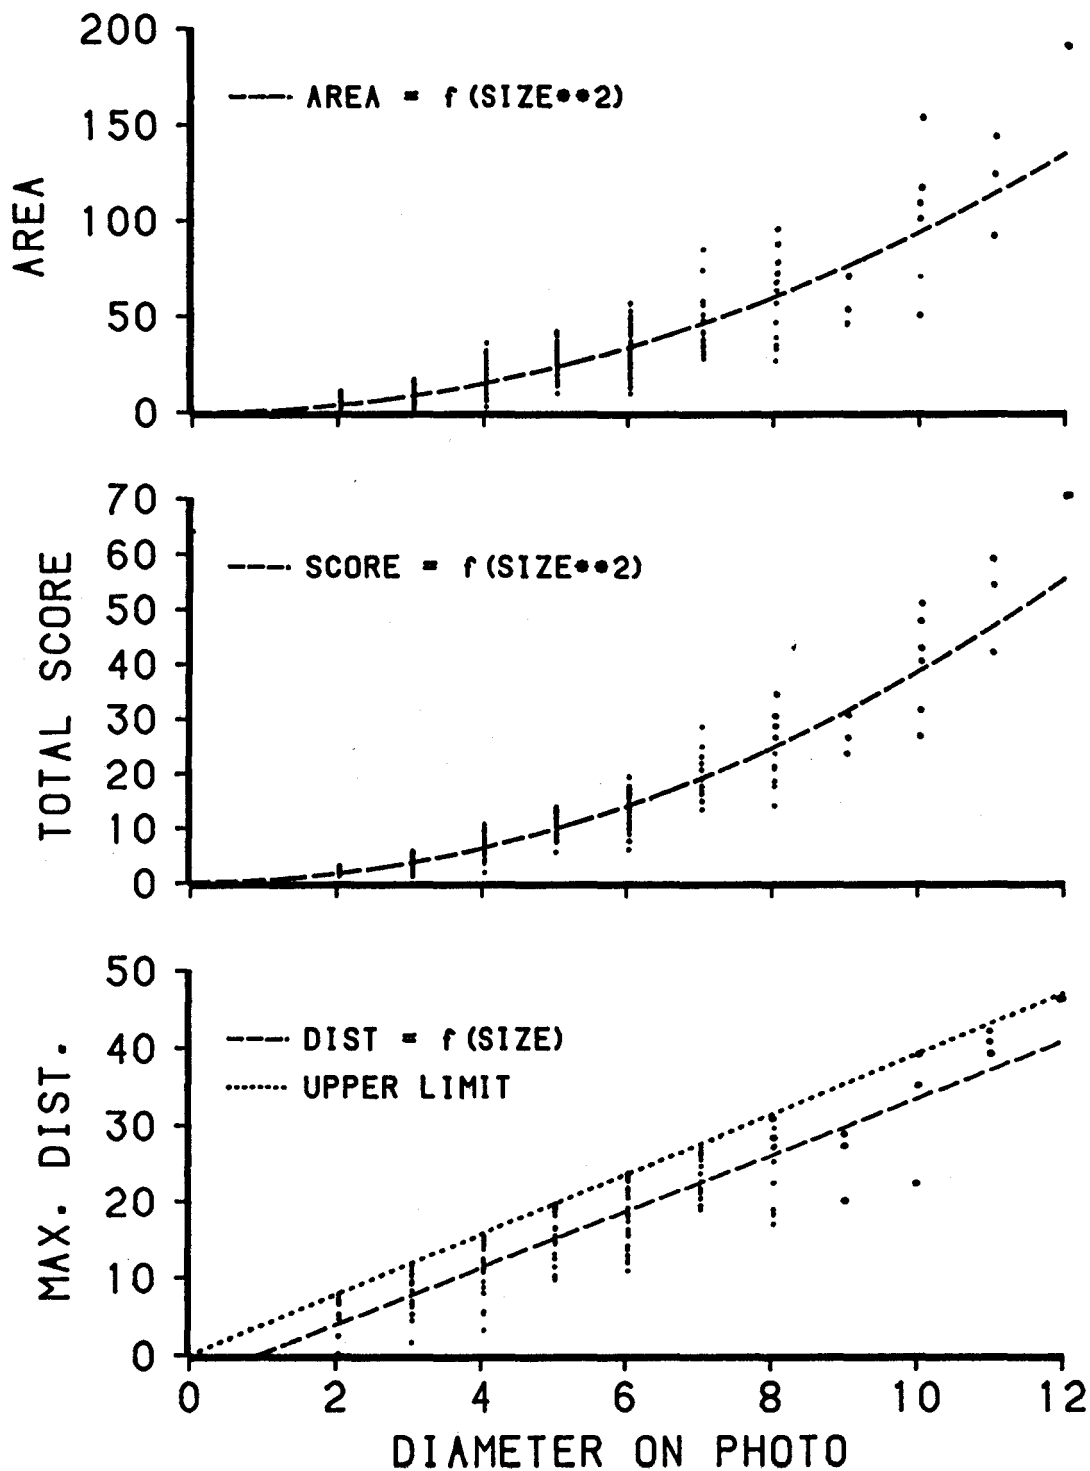 200
150
100
50
0
AREA
---- AREA = f(SIZE**2)
70
60
50
40
30
20
10
0
TOTAL SCORE
---- SCORE = f(SIZE**2)
50
40
30
20
10
0
MAX. DIST.
---- DIST = f(SIZE)
........ UPPER LIMIT
0 2 4 6 8 10 12
DIAMETER ON PHOTO